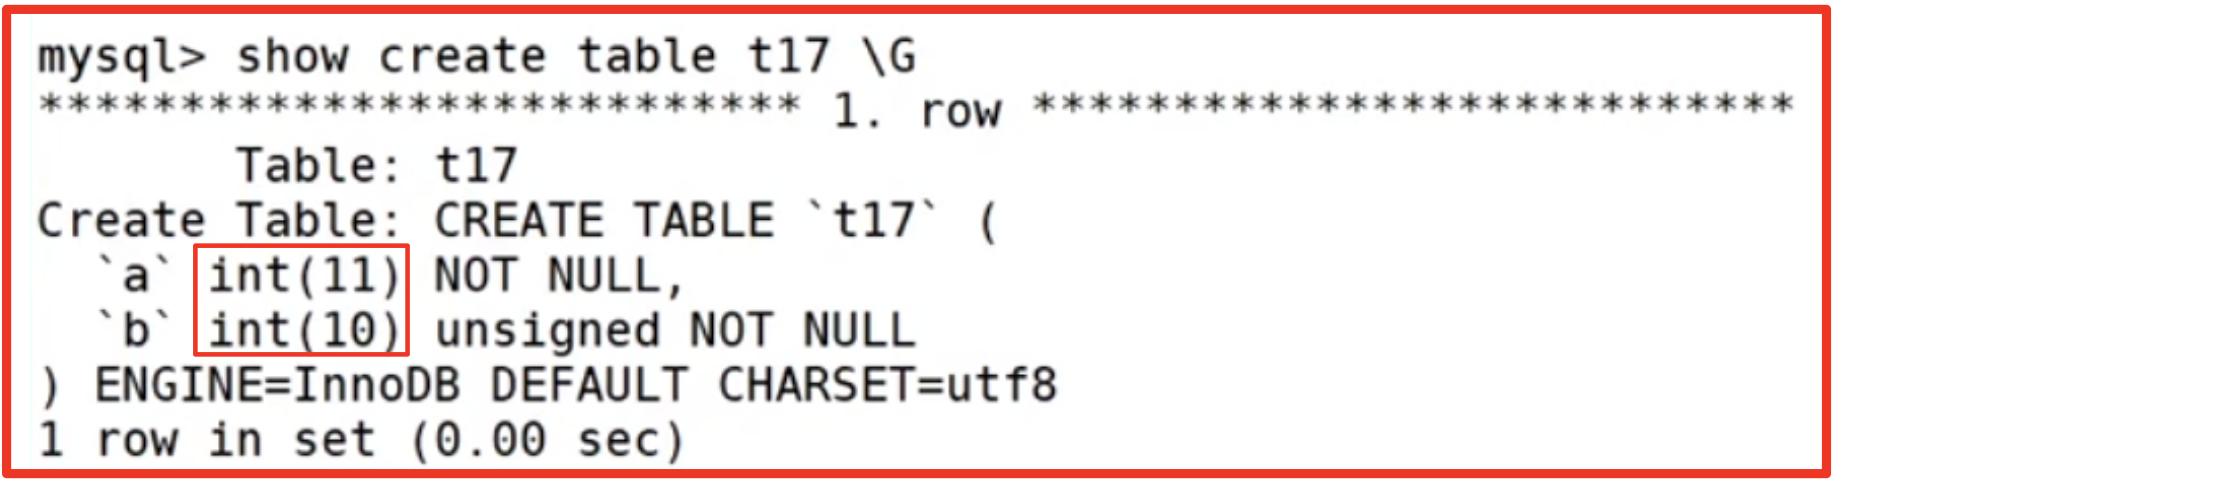 mysql> show create table t17 \G
*************************** 1. row ***************************
Table: t17
Create Table: CREATE TABLE `t17` (
`a` int(11) NOT NULL,
`b` int(10) unsigned NOT NULL
) ENGINE=InnoDB DEFAULT CHARSET=utf8
1 row in set (0.00 sec)